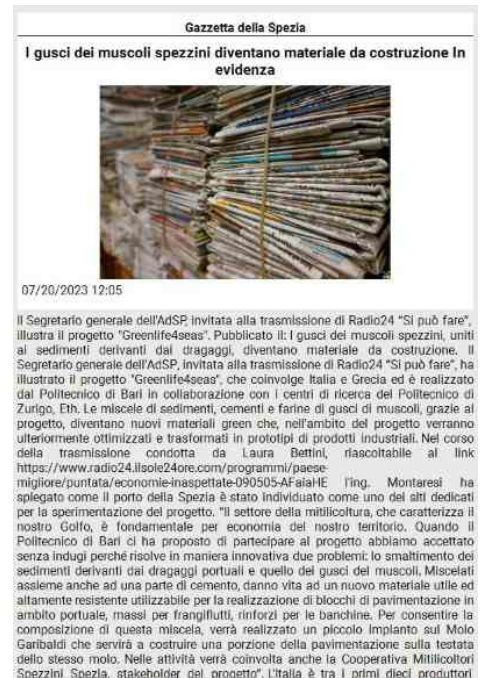 Gazzetta della Spezia
I gusci dei muscoli spezzini diventano materiale da costruzione In
evidenza
07/20/2023 12:05
Il Segretario generale dell'AdSP, invitata alla trasmissione di Radio24 "Si può fare",
illustra il progetto "Greenlife4seas". Pubblicato il: I gusci dei muscoli spezzini, uniti
ai sedimenti derivanti dai dragaggi, diventano materiale da costruzione. Il
Segretario generale dell'AdSP, invitata alla trasmissione di Radio24 "Si può fare", ha
illustrato il progetto "Greenlife4seas", che coinvolge Italia e Grecia ed è realizzato
dal Politecnico di Bari in collaborazione con i centri di ricerca del Politecnico di
Zurigo, Eth. Le miscele di sedimenti, cementi e farine di gusci di muscoli, grazie al
progetto, diventano nuovi materiali green che, nell'ambito del progetto verranno
ulteriormente ottimizzati e trasformati in prototipi di prodotti industriali. Nel corso
della trasmissione condotta da Laura Bettini, riascoltabile al link
https://www.radio24.ilsole24ore.com/programmi/paese-
migliore/puntata/economie-inaspettate-090505-AFaiaHE l'ing. Montaresi ha
spiegato come il porto della Spezia è stato individuato come uno dei siti dedicati
per la sperimentazione del progetto. "Il settore della mitilicoltura, che caratterizza il
nostro Golfo, è fondamentale per economia del nostro territorio. Quando il
Politecnico di Bari ci ha proposto di partecipare al progetto abbiamo accettato
senza indugi perché risolve in maniera innovativa due problemi: lo smaltimento dei
sedimenti derivanti dai dragaggi portuali e quello dei gusci del muscoli. Miscelati
assieme anche ad una parte di cemento, danno vita ad un nuovo materiale utile ed
altamente resistente utilizzabile per la realizzazione di blocchi di pavimentazione in
ambito portuale, massi per frangiflutti, rinforzi per le banchine. Per consentire la
composizione di questa miscela, verrà realizzato un piccolo impianto sul Molo
Garibaldi che servirà a costruire una porzione della pavimentazione sulla testata
dello stesso molo. Nelle attività verrà coinvolta anche la Cooperativa Mitilicoltori
Spezzini Spezia, stakeholder del progetto". L'Italia è tra i primi dieci produttori